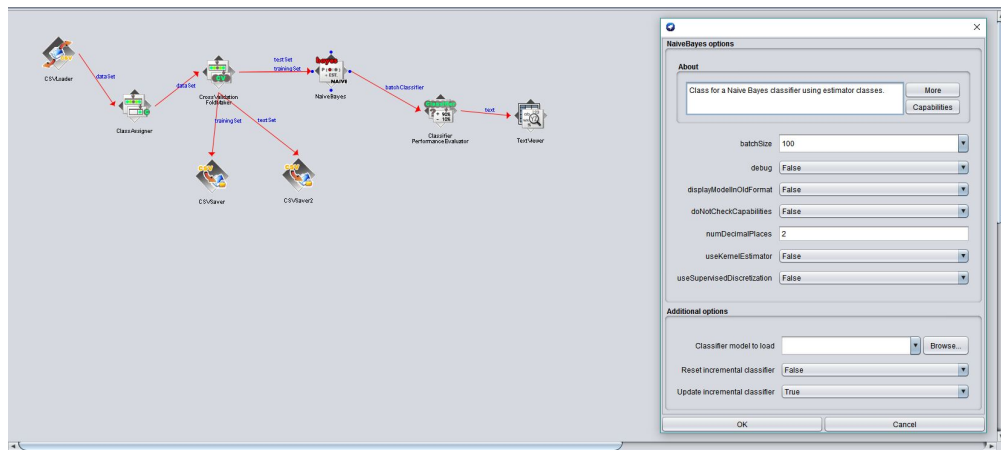 CSVLoader
dataSet
ClassAssigner
dataSet
CrossValidation
FoldMaker
testSet
trainingSet
NaiveBayes
batchClassifier
Classifier
PerformanceEvaluator
text
TextViewer
trainingSet
testSet
CSVSaver
CSVSaver2
NaiveBayes options
About
Class for a Naive Bayes classifier using estimator classes.
More
Capabilities
batchSize 100
debug False
displayModelInOldFormat False
doNotCheckCapabilities False
numDecimalPlaces 2
useKernelEstimator False
useSupervisedDiscretization False
Additional options
Classifier model to load Browse...
Reset incremental classifier False
Update incremental classifier True
OK Cancel